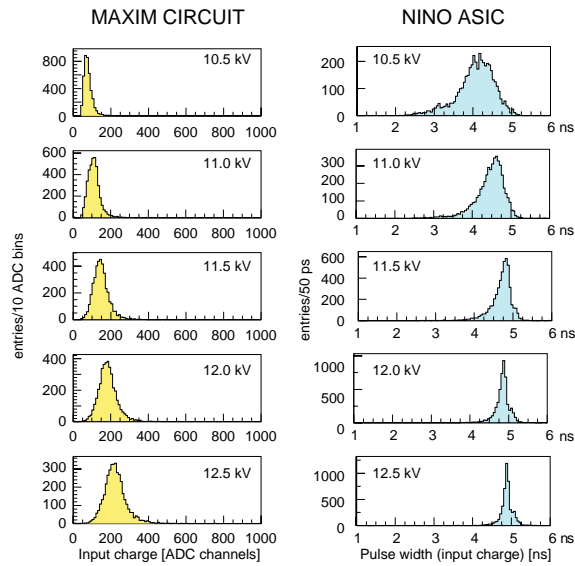 MAXIM CIRCUIT
NINO ASIC
entries/10 ADC bins
800
600
400
200
0
10.5 kV
0 200 400 600 800 1000
600
400
200
0
11.0 kV
0 200 400 600 800 1000
400
200
0
11.5 kV
0 200 400 600 800 1000
400
200
0
12.0 kV
0 200 400 600 800 1000
400
300
200
100
0
12.5 kV
0 200 400 600 800 1000
Input charge [ADC channels]
entries/50 ps
200
100
0
10.5 kV
1 2 3 4 5 6 ns
300
200
100
0
11.0 kV
1 2 3 4 5 6 ns
600
400
200
0
11.5 kV
1 2 3 4 5 6 ns
1000
500
0
12.0 kV
1 2 3 4 5 6 ns
1000
500
0
12.5 kV
1 2 3 4 5 6 ns
Pulse width (input charge) [ns]